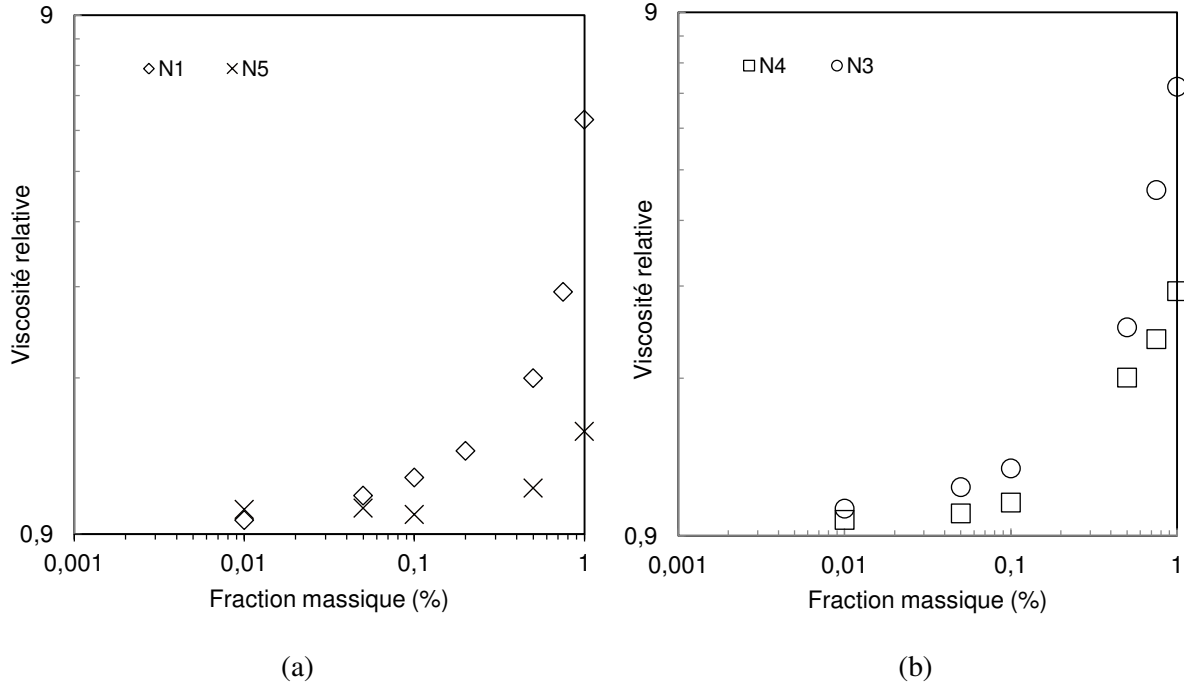 9
N1 N5
Viscosité relative
0,9
0,001 0,01 0,1 1
Fraction massique (%)
(a)
9
N4 N3
Viscosité relative
0,9
0,001 0,01 0,1 1
Fraction massique (%)
(b)